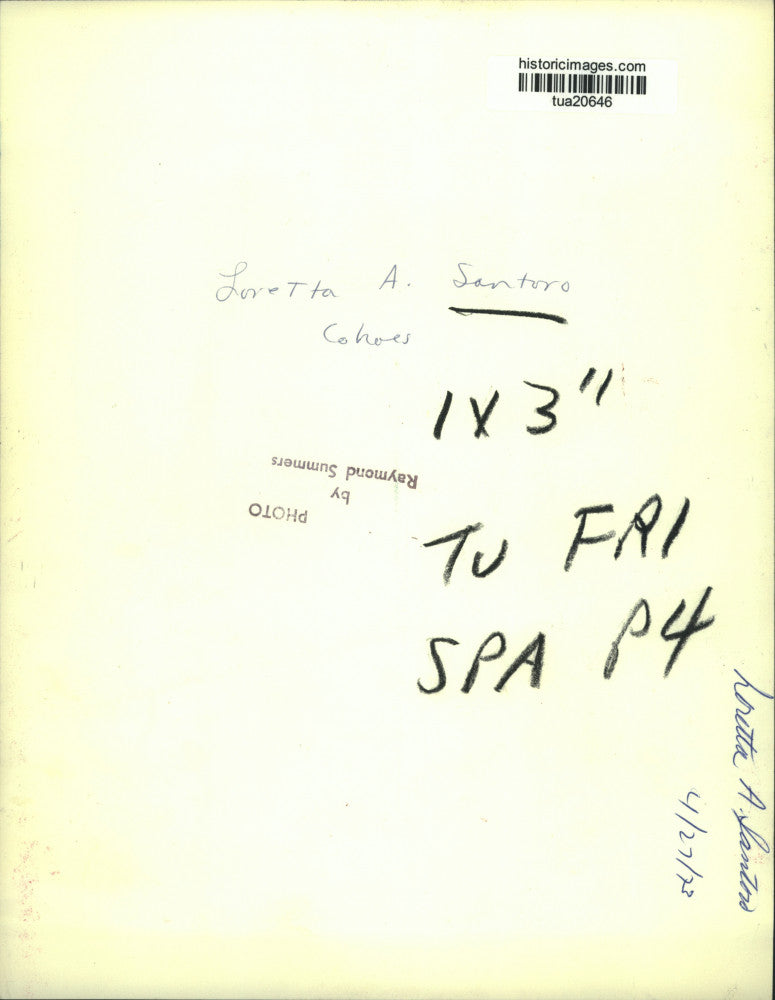 historicimages.com
tua20646
Loretta A. Santoro
Cohoes
1X3"
PHOTO
by
Raymond Summers
TU FRI
SPA P4
Loretta A Santoro
4/27/73